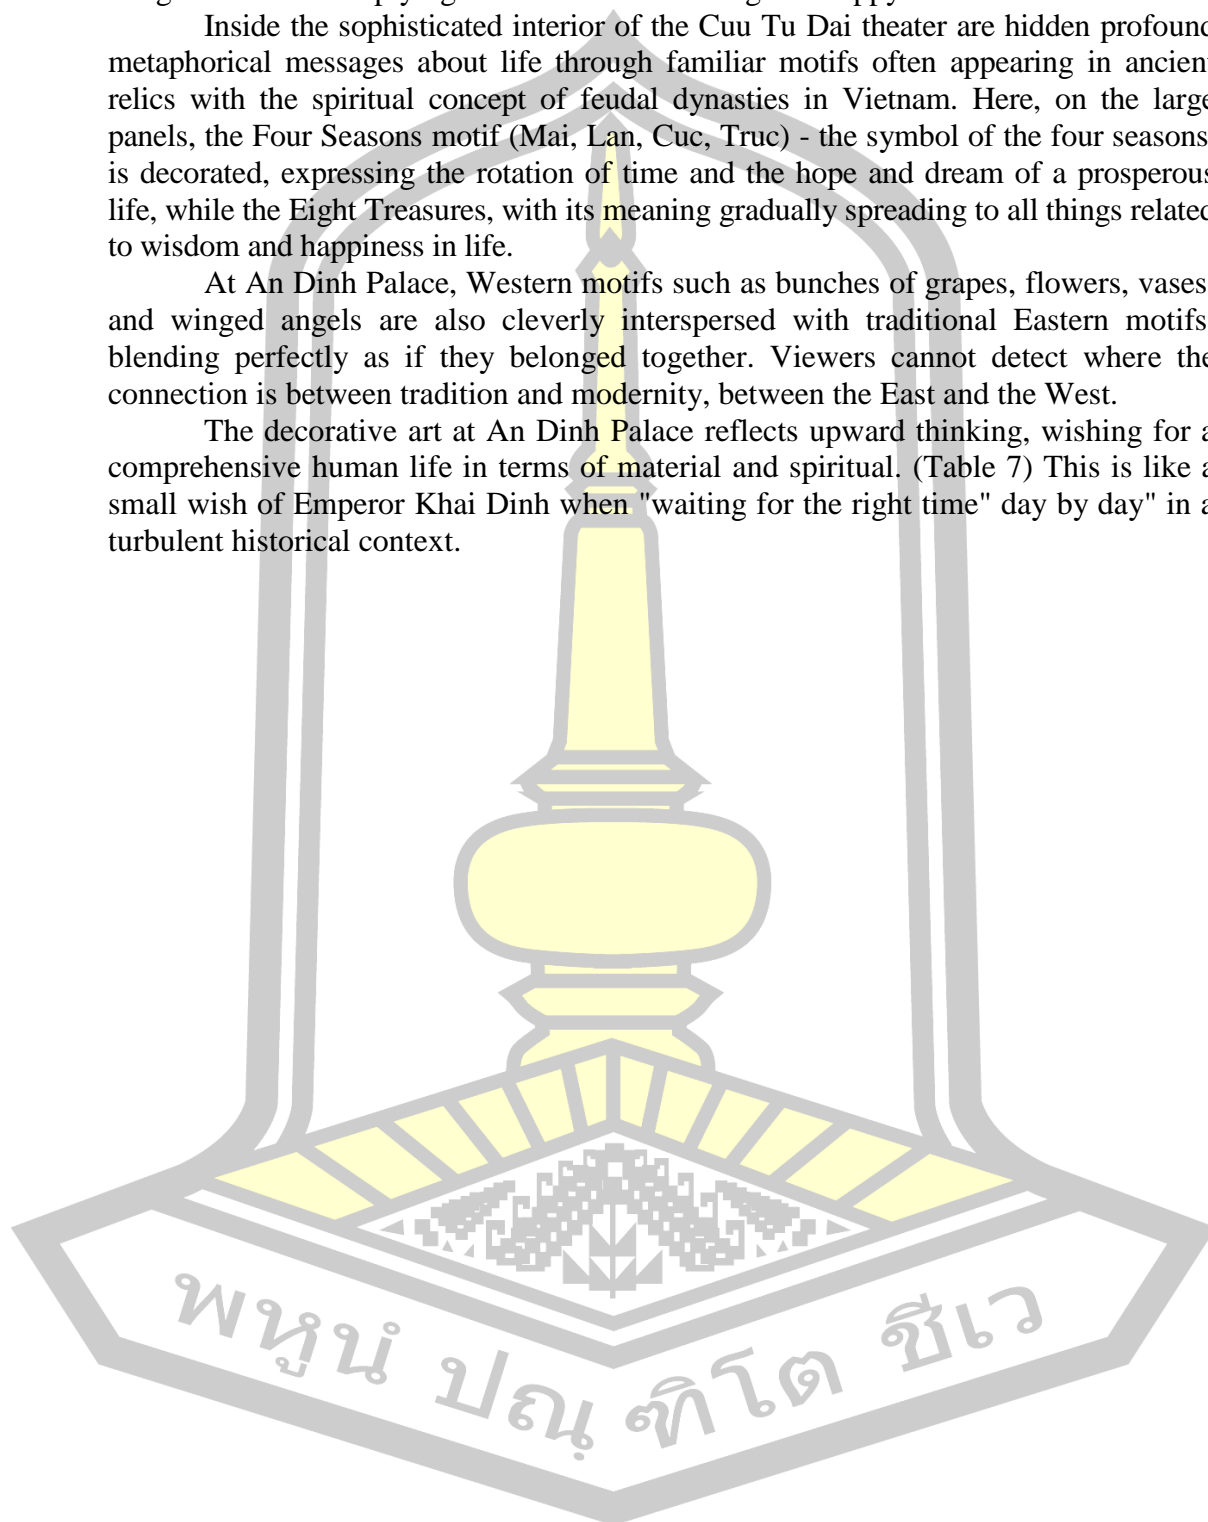 Inside the sophisticated interior of the Cuu Tu Dai theater are hidden profound
metaphorical messages about life through familiar motifs often appearing in ancient
relics with the spiritual concept of feudal dynasties in Vietnam. Here, on the large
panels, the Four Seasons motif (Mai, Lan, Cuc, Truc) - the symbol of the four seasons
is decorated, expressing the rotation of time and the hope and dream of a prosperous
life, while the Eight Treasures, with its meaning gradually spreading to all things related
to wisdom and happiness in life.
At An Dinh Palace, Western motifs such as bunches of grapes, flowers, vases
and winged angels are also cleverly interspersed with traditional Eastern motifs
blending perfectly as if they belonged together. Viewers cannot detect where the
connection is between tradition and modernity, between the East and the West.
The decorative art at An Dinh Palace reflects upward thinking, wishing for a
comprehensive human life in terms of material and spiritual. (Table 7) This is like a
small wish of Emperor Khai Dinh when "waiting for the right time" day by day" in a
turbulent historical context.
พหูนํ ปณฺฑิโต ชีเว